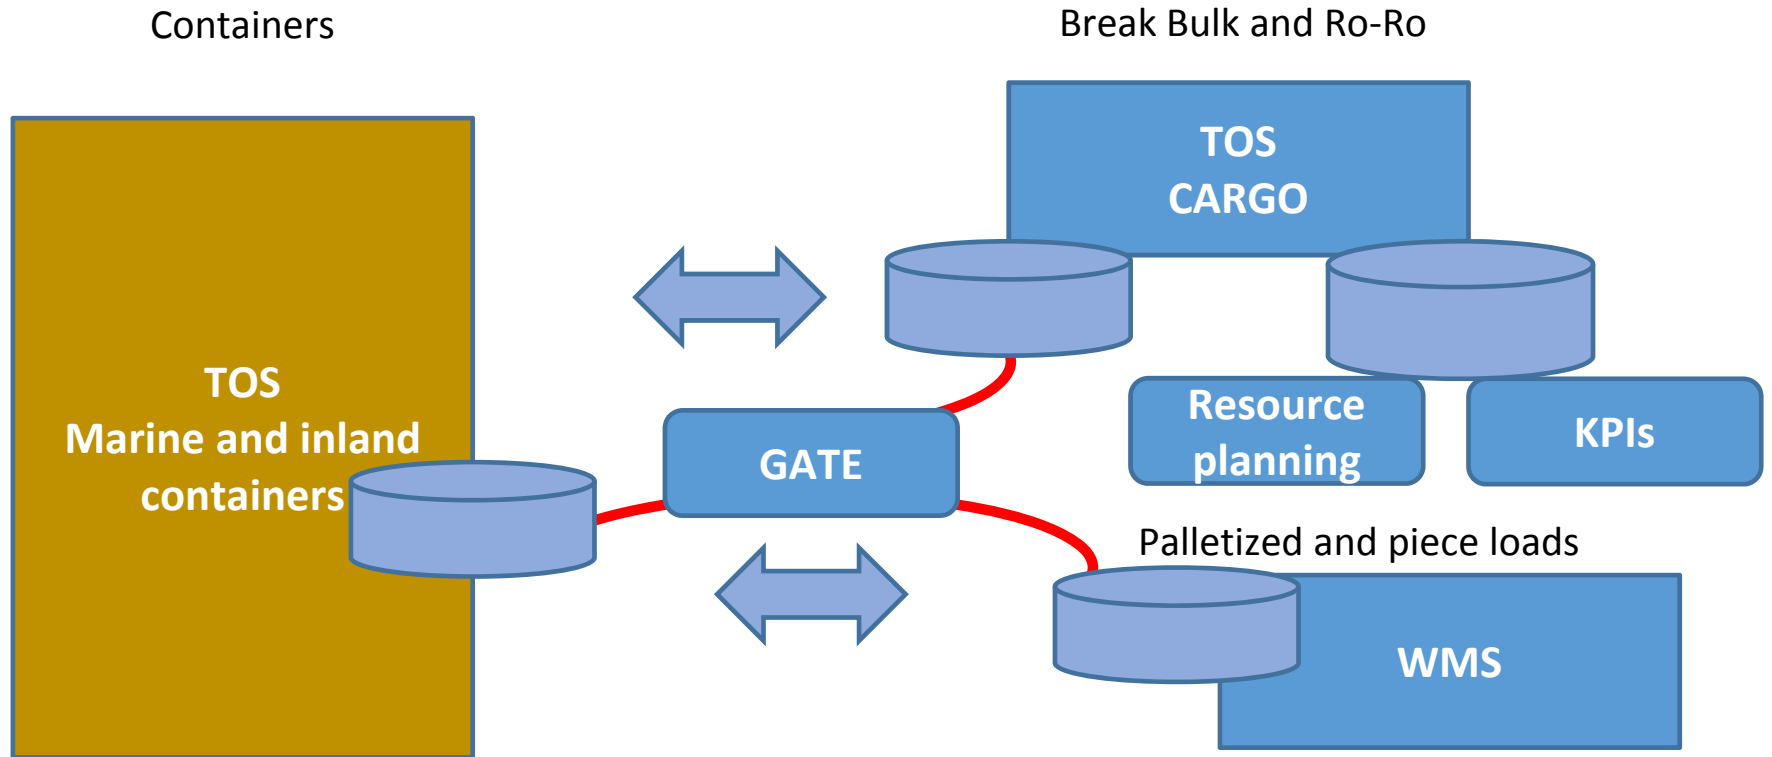 Containers
Break Bulk and Ro-Ro
TOS
CARGO
TOS
Marine and inland
containers
GATE
Resource
planning
KPIs
Palletized and piece loads
WMS